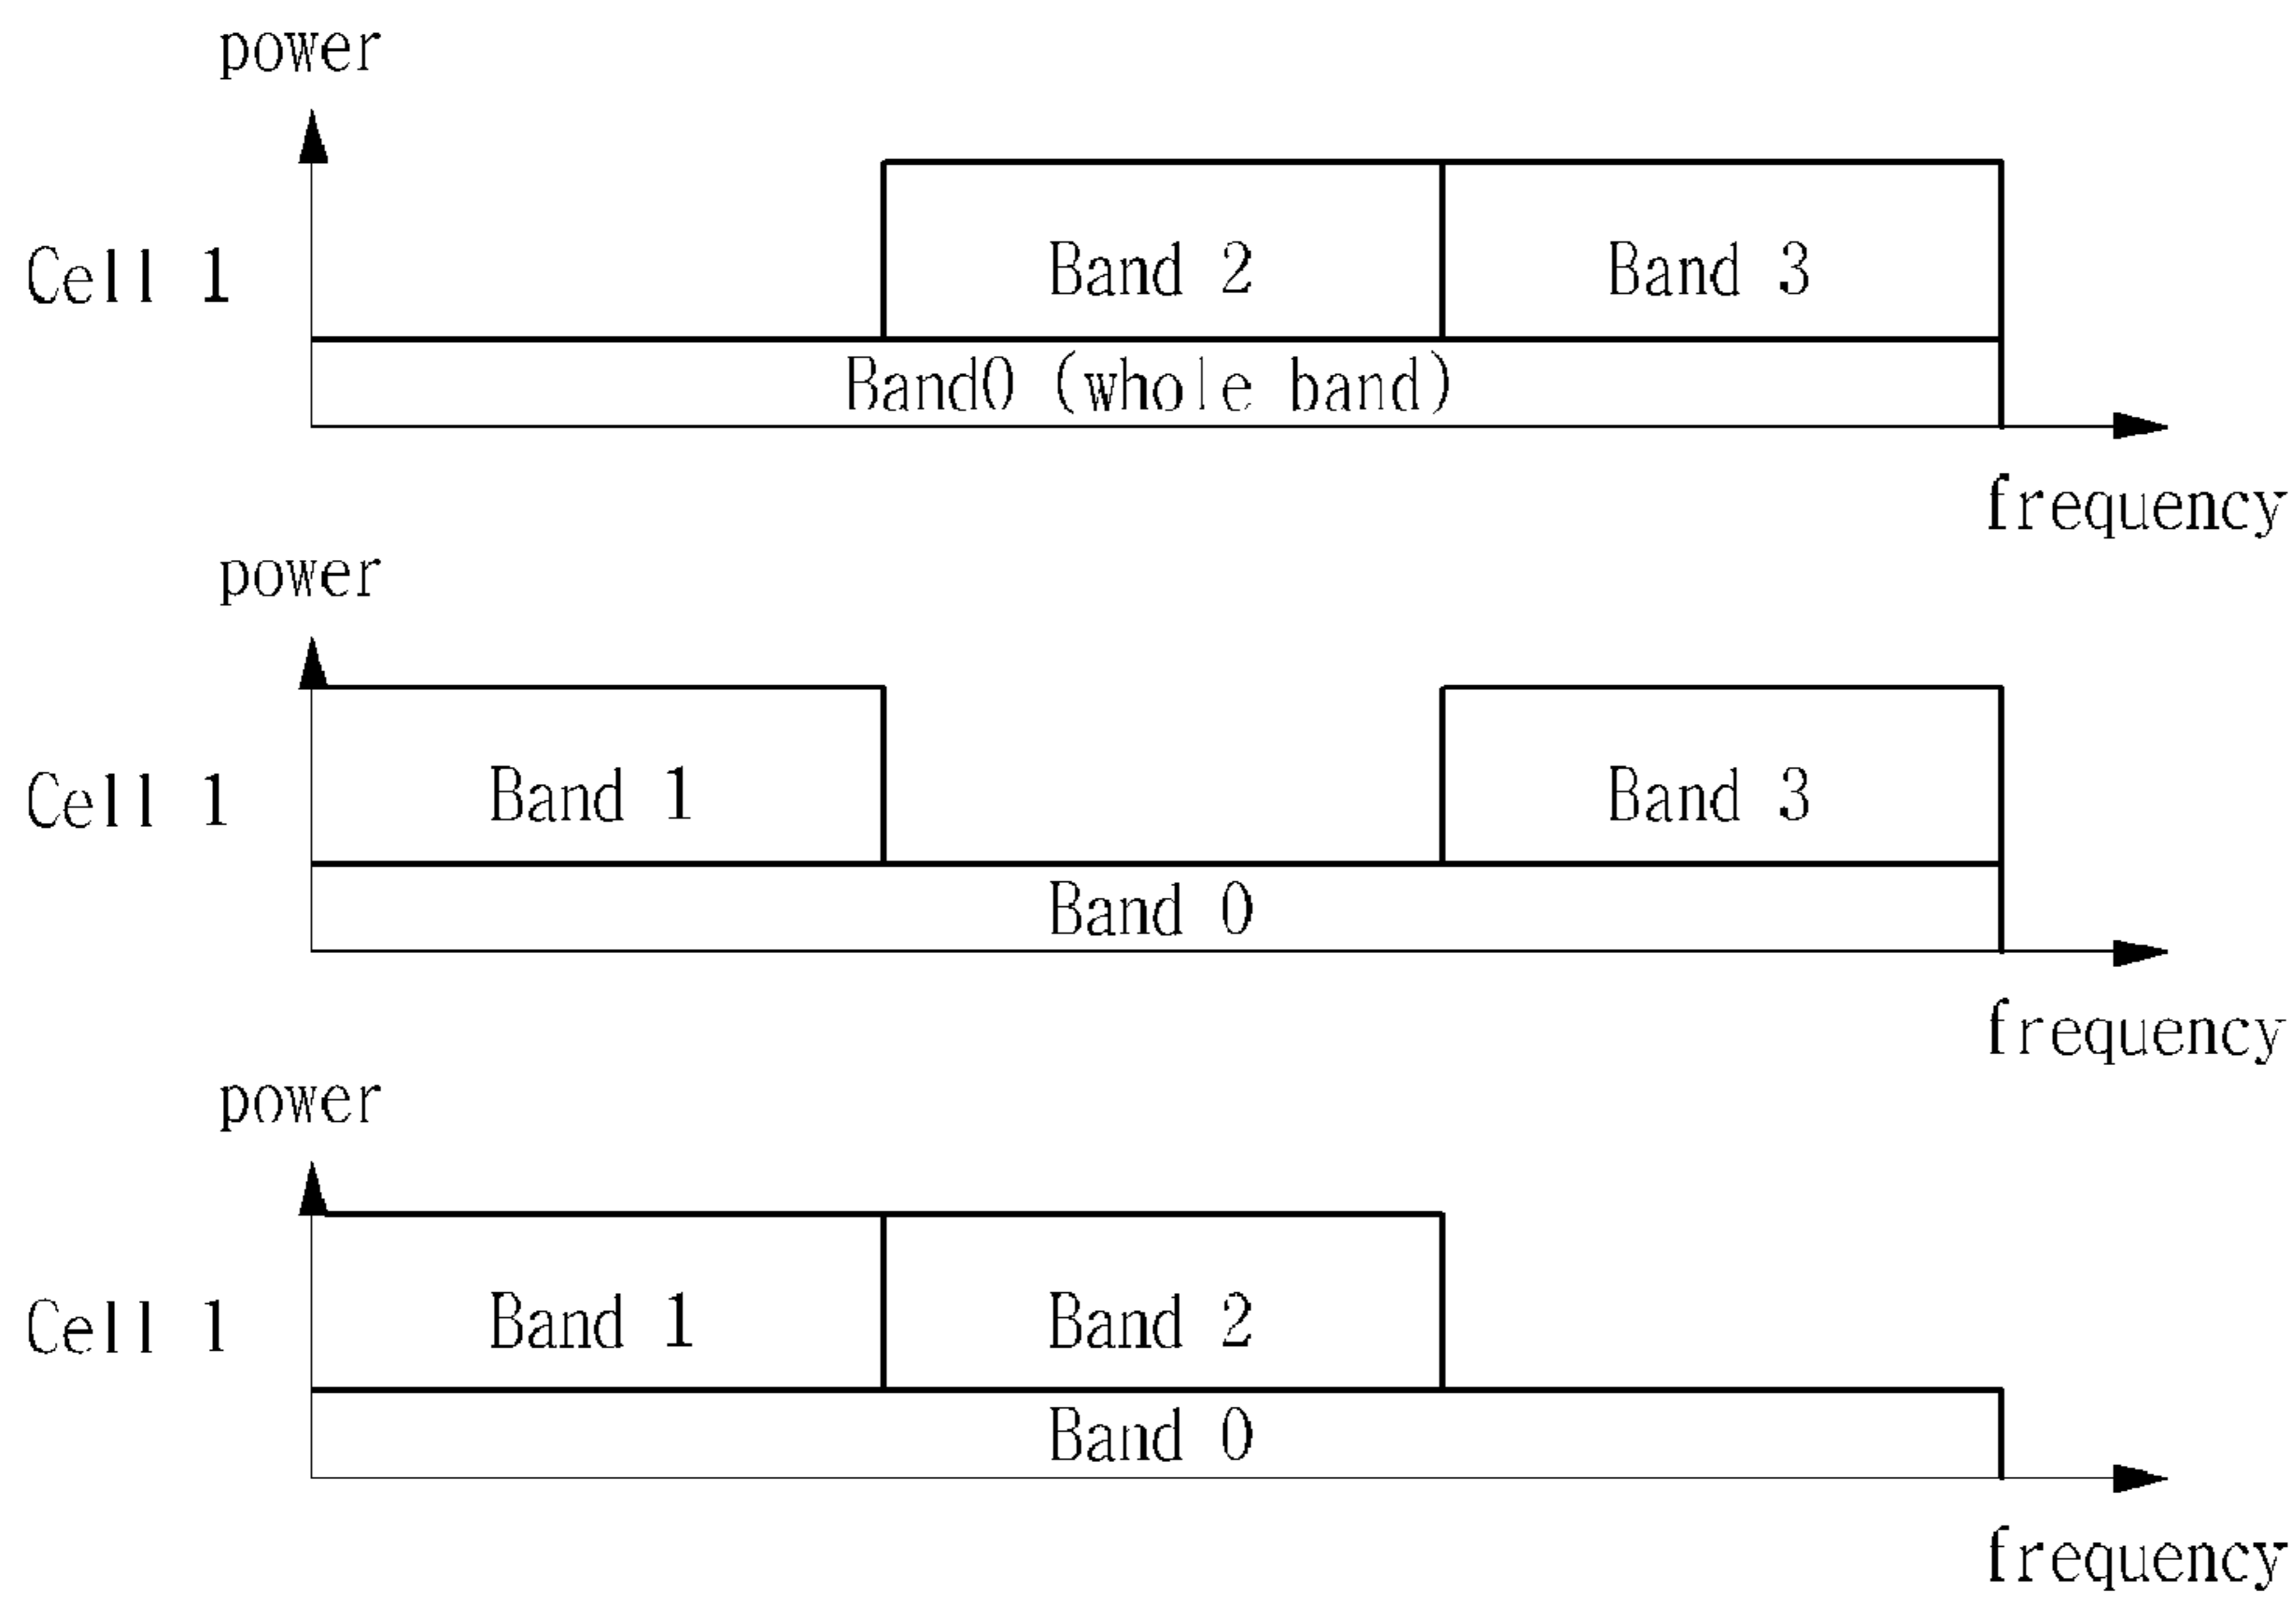 power
Cell 1
Band 2
Band 3
Band0 (whole band)
frequency
power
Cell 1
Band 1
Band 3
Band 0
frequency
power
Cell 1
Band 1
Band 2
Band 0
frequency